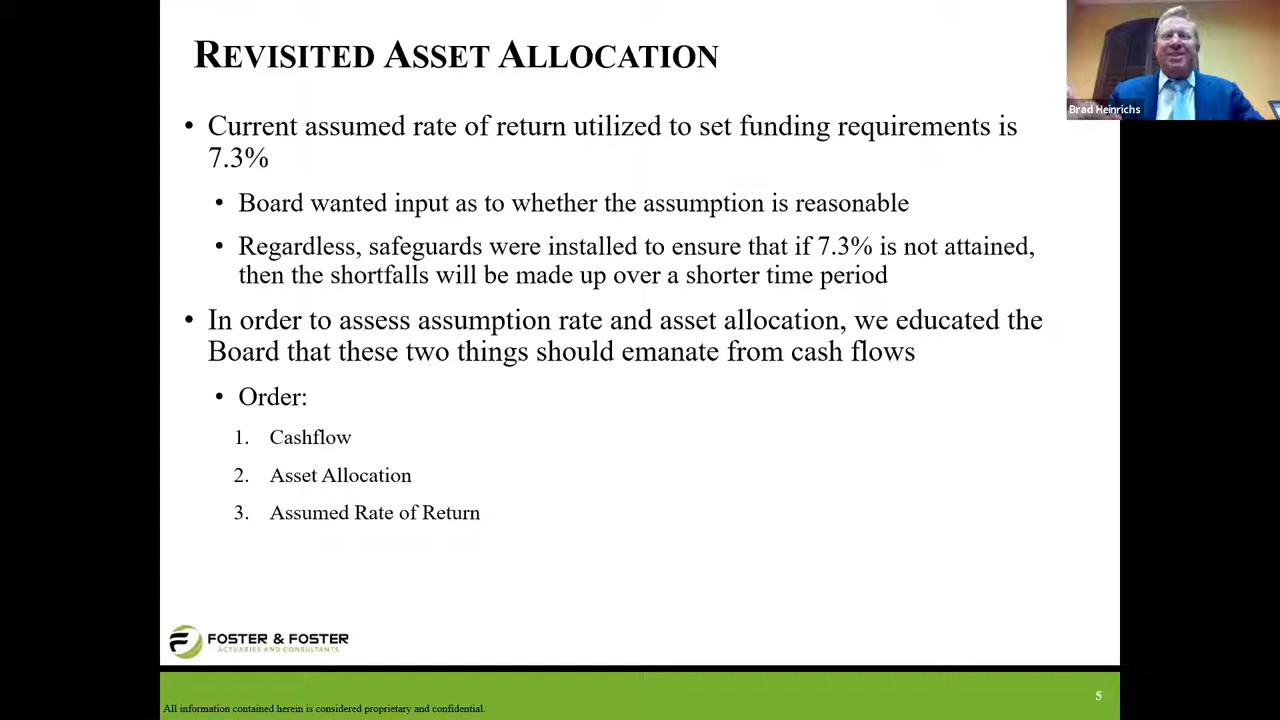 REVISITED ASSET ALLOCATION
Brad Heinrichs
• Current assumed rate of return utilized to set funding requirements is
7.3%
• Board wanted input as to whether the assumption is reasonable
• Regardless, safeguards were installed to ensure that if 7.3% is not attained,
then the shortfalls will be made up over a shorter time period
• In order to assess assumption rate and asset allocation, we educated the
Board that these two things should emanate from cash flows
• Order:
1. Cashflow
2. Asset Allocation
3. Assumed Rate of Return
FOSTER & FOSTER
ACTUARIES AND CONSULTANTS
5
All information contained herein is considered proprietary and confidential.